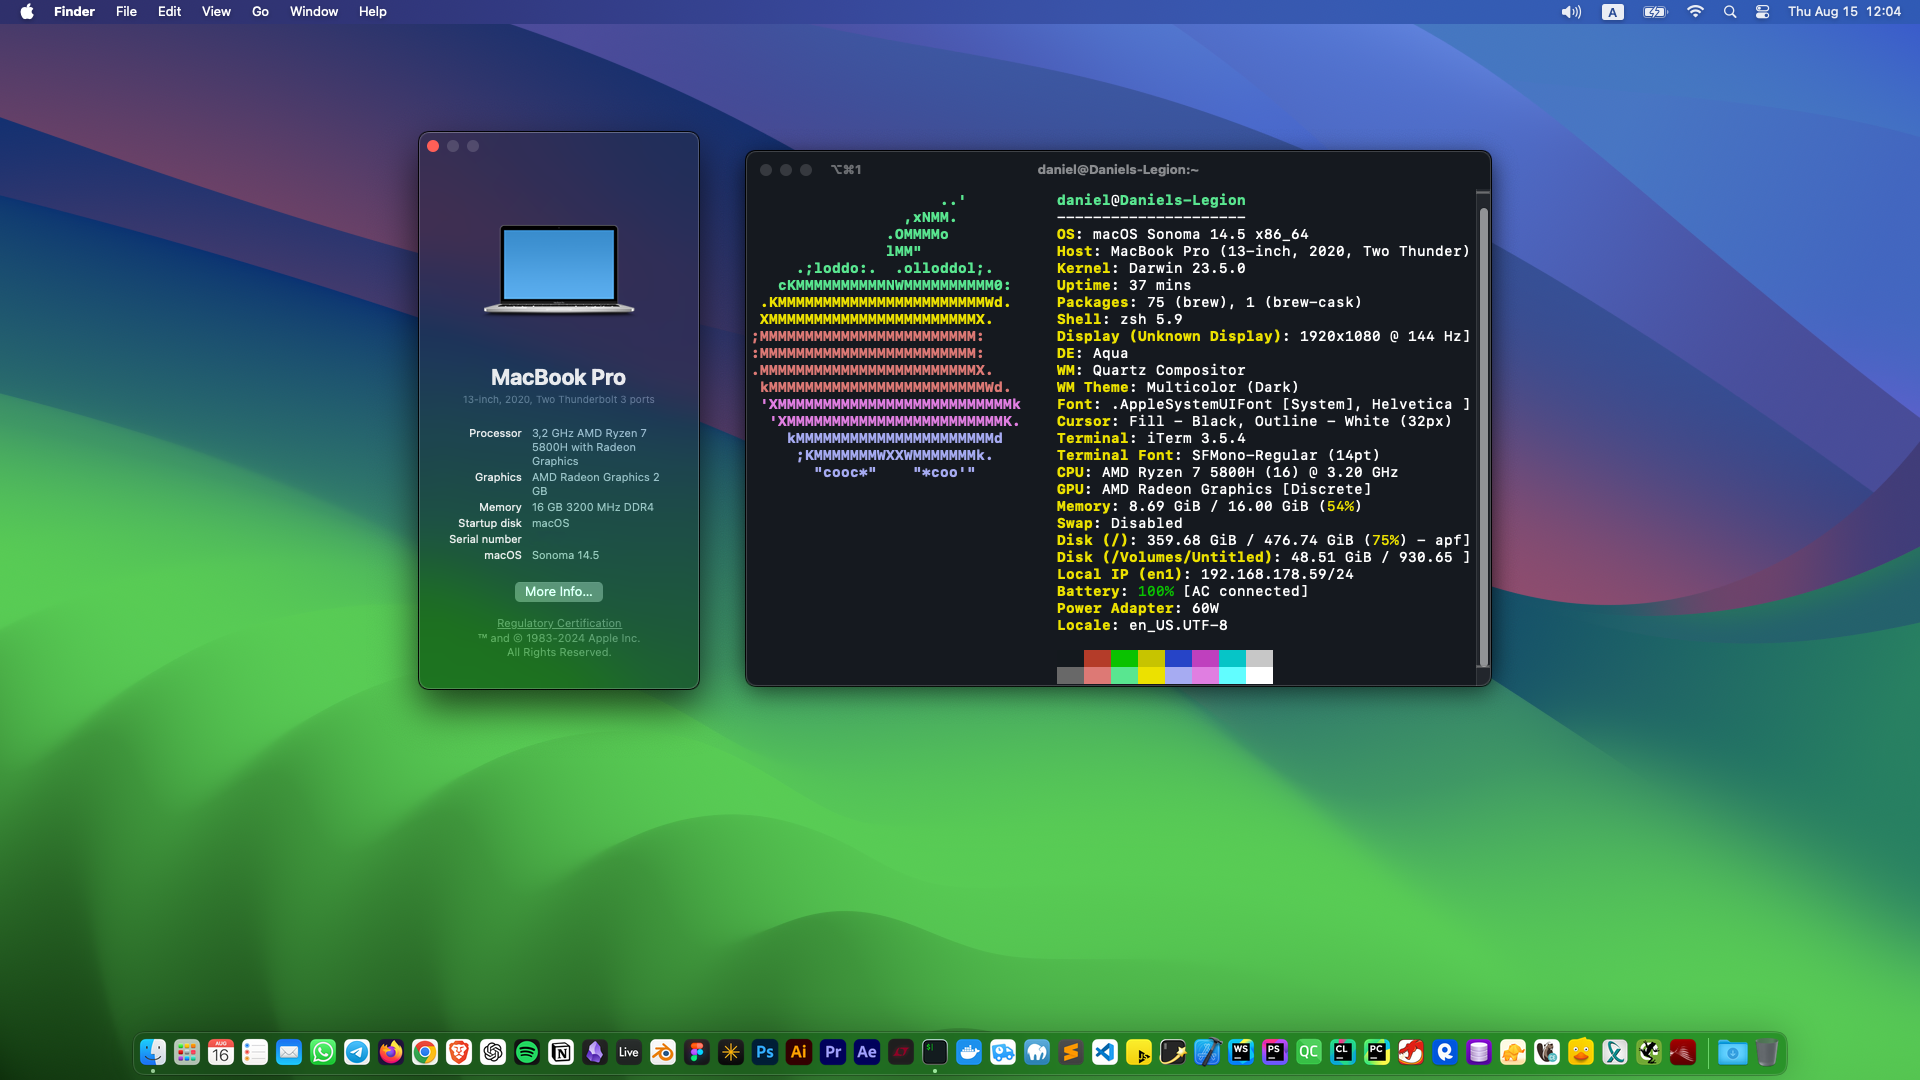 Finder File Edit View Go Window Help
A
Thu Aug 15 12:04
MacBook Pro
13-inch, 2020, Two Thunderbolt 3 ports
Processor 3,2 GHz AMD Ryzen 7
5800H with Radeon
Graphics
Graphics AMD Radeon Graphics 2
GB
Memory 16 GB 3200 MHz DDR4
Startup disk macOS
Serial number
macOS Sonoma 14.5
More Info...
Regulatory Certification
™ and © 1983-2024 Apple Inc.
All Rights Reserved.
⌥⌘1 daniel@Daniels-Legion:~
..'
,xNMM.
.OMMMMo
lMM"
.;loddo:. .olloddol;.
cKMMMMMMMMMMNWMMMMMMMMMM0:
.KMMMMMMMMMMMMMMMMMMMMMMMWd.
XMMMMMMMMMMMMMMMMMMMMMMMX.
;MMMMMMMMMMMMMMMMMMMMMMMM:
:MMMMMMMMMMMMMMMMMMMMMMMM:
.MMMMMMMMMMMMMMMMMMMMMMMMX.
kMMMMMMMMMMMMMMMMMMMMMMMMWd.
'XMMMMMMMMMMMMMMMMMMMMMMMMMMk
'XMMMMMMMMMMMMMMMMMMMMMMMMK.
kMMMMMMMMMMMMMMMMMMMMMMd
;KMMMMMMMWXXWMMMMMMMk.
"cooc*" "*coo'"
daniel@Daniels-Legion
---------------------
OS: macOS Sonoma 14.5 x86_64
Host: MacBook Pro (13-inch, 2020, Two Thunder)
Kernel: Darwin 23.5.0
Uptime: 37 mins
Packages: 75 (brew), 1 (brew-cask)
Shell: zsh 5.9
Display (Unknown Display): 1920x1080 @ 144 Hz]
DE: Aqua
WM: Quartz Compositor
WM Theme: Multicolor (Dark)
Font: .AppleSystemUIFont [System], Helvetica ]
Cursor: Fill - Black, Outline - White (32px)
Terminal: iTerm 3.5.4
Terminal Font: SFMono-Regular (14pt)
CPU: AMD Ryzen 7 5800H (16) @ 3.20 GHz
GPU: AMD Radeon Graphics [Discrete]
Memory: 8.69 GiB / 16.00 GiB (54%)
Swap: Disabled
Disk (/): 359.68 GiB / 476.74 GiB (75%) - apf]
Disk (/Volumes/Untitled): 48.51 GiB / 930.65 ]
Local IP (en1): 192.168.178.59/24
Battery: 100% [AC connected]
Power Adapter: 60W
Locale: en_US.UTF-8
AUG
16
Live
Ps Ai Pr Ae
WS PS QC CL PC